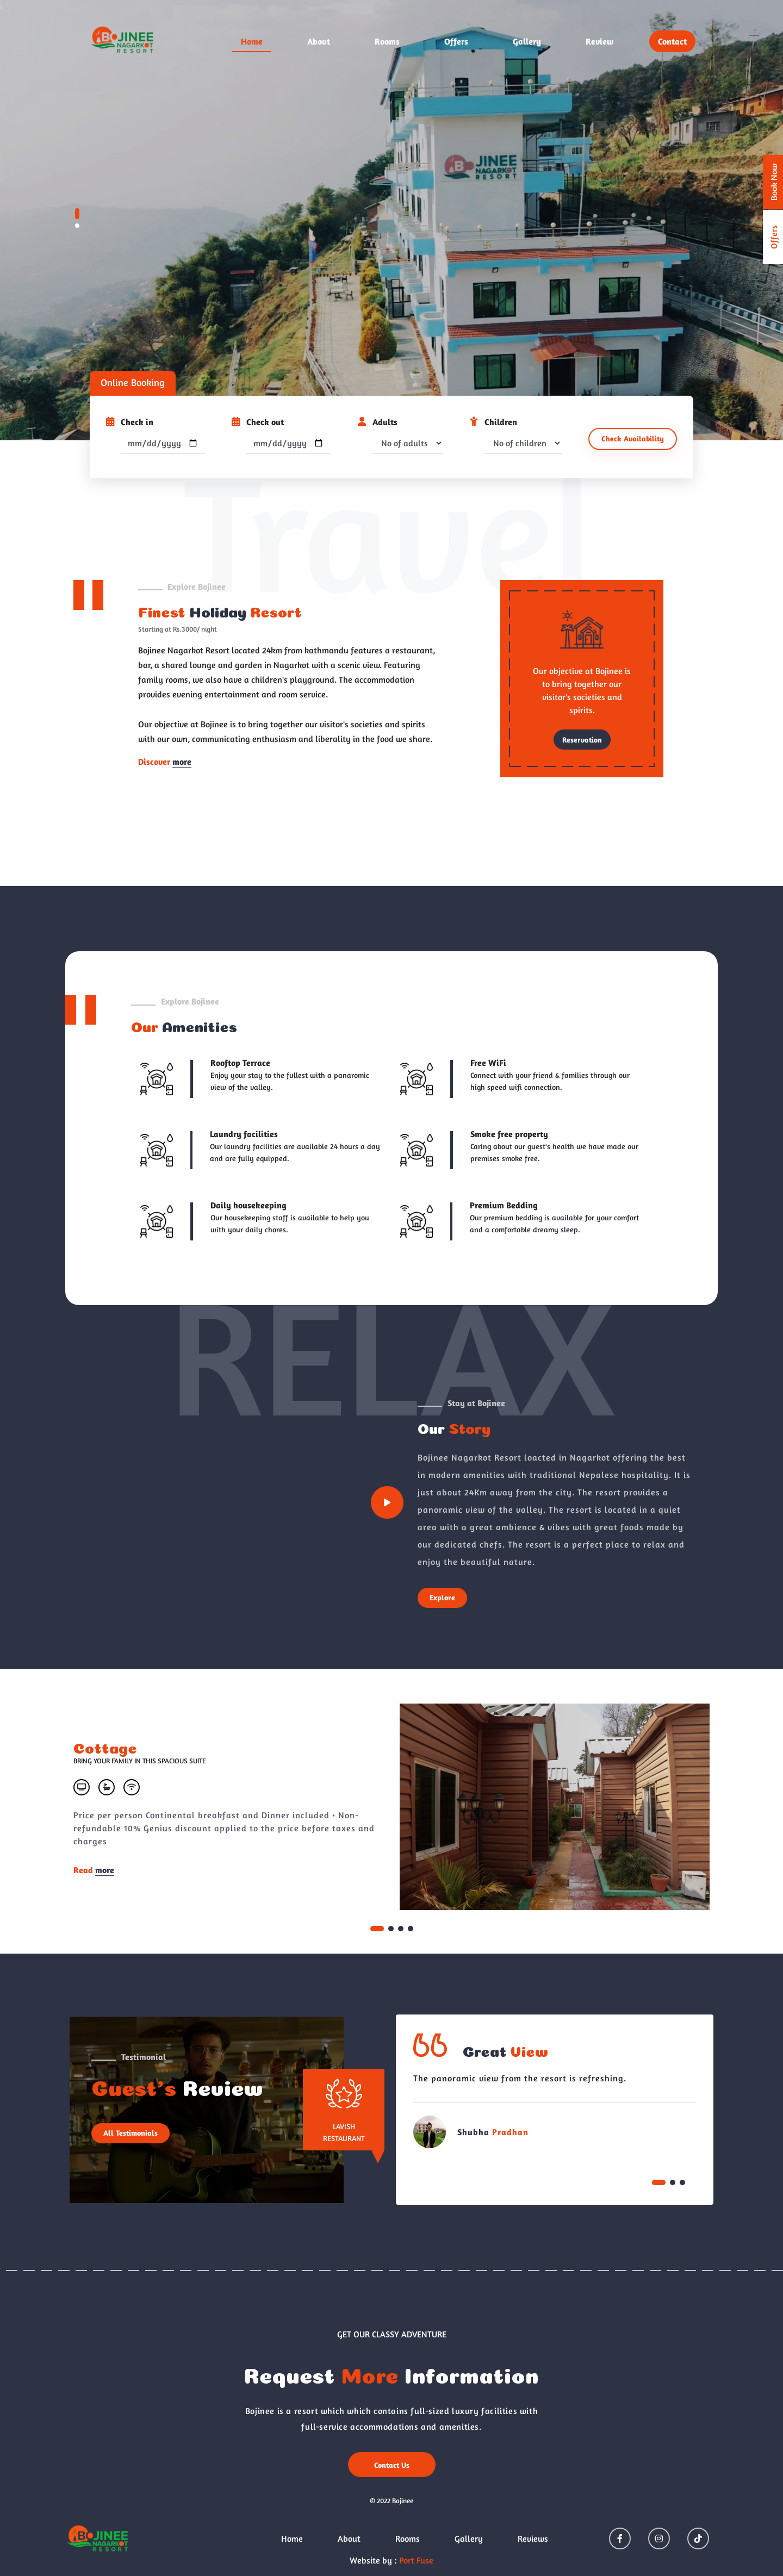 BOJINEE
NAGARKOT
RESORT
Home
About
Rooms
Offers
Gallery
Review
Contact
BOJINEE
NAGARKOT
RESORT
Book Now
Offers
Online Booking
Check in
Check out
Adults
Children
mm/dd/yyyy
mm/dd/yyyy
No of adults
No of children
Check Availability
Travel
Explore Bojinee
Finest Holiday Resort
Starting at Rs.3000/ night
Bojinee Nagarkot Resort located 24km from kathmandu features a restaurant,
bar, a shared lounge and garden in Nagarkot with a scenic view. Featuring
family rooms, we also have a children's playground. The accommodation
provides evening entertainment and room service.
Our objective at Bojinee is to bring together our visitor's societies and spirits
with our own, communicating enthusiasm and liberality in the food we share.
Discover more
Our objective at Bojinee is
to bring together our
visitor's societies and
spirits.
Reservation
Explore Bojinee
Our Amenities
Rooftop Terrace
Enjoy your stay to the fullest with a panaromic
view of the valley.
Free WiFi
Connect with your friend & families through our
high speed wifi connection.
Laundry facilities
Our laundry facilities are available 24 hours a day
and are fully equipped.
Smoke free property
Caring about our guest's health we have made our
premises smoke free.
Daily housekeeping
Our housekeeping staff is available to help you
with your daily chores.
Premium Bedding
Our premium bedding is available for your comfort
and a comfortable dreamy sleep.
RELAX
Stay at Bojinee
Our Story
Bojinee Nagarkot Resort loacted in Nagarkot offering the best
in modern amenities with traditional Nepalese hospitality. It is
just about 24Km away from the city. The resort provides a
panoramic view of the valley. The resort is located in a quiet
area with a great ambience & vibes with great foods made by
our dedicated chefs. The resort is a perfect place to relax and
enjoy the beautiful nature.
Explore
Cottage
BRING YOUR FAMILY IN THIS SPACIOUS SUITE
Price per person Continental breakfast and Dinner included • Non-
refundable 10% Genius discount applied to the price before taxes and
charges
Read more
Testimonial
Guest's Review
All Testimonials
LAVISH
RESTAURANT
Great View
The panoramic view from the resort is refreshing.
Shubha Pradhan
GET OUR CLASSY ADVENTURE
Request More Information
Bojinee is a resort which which contains full-sized luxury facilities with
full-service accommodations and amenities.
Contact Us
© 2022 Bojinee
BOJINEE
NAGARKOT
RESORT
Home
About
Rooms
Gallery
Reviews
Website by : Port Fuse